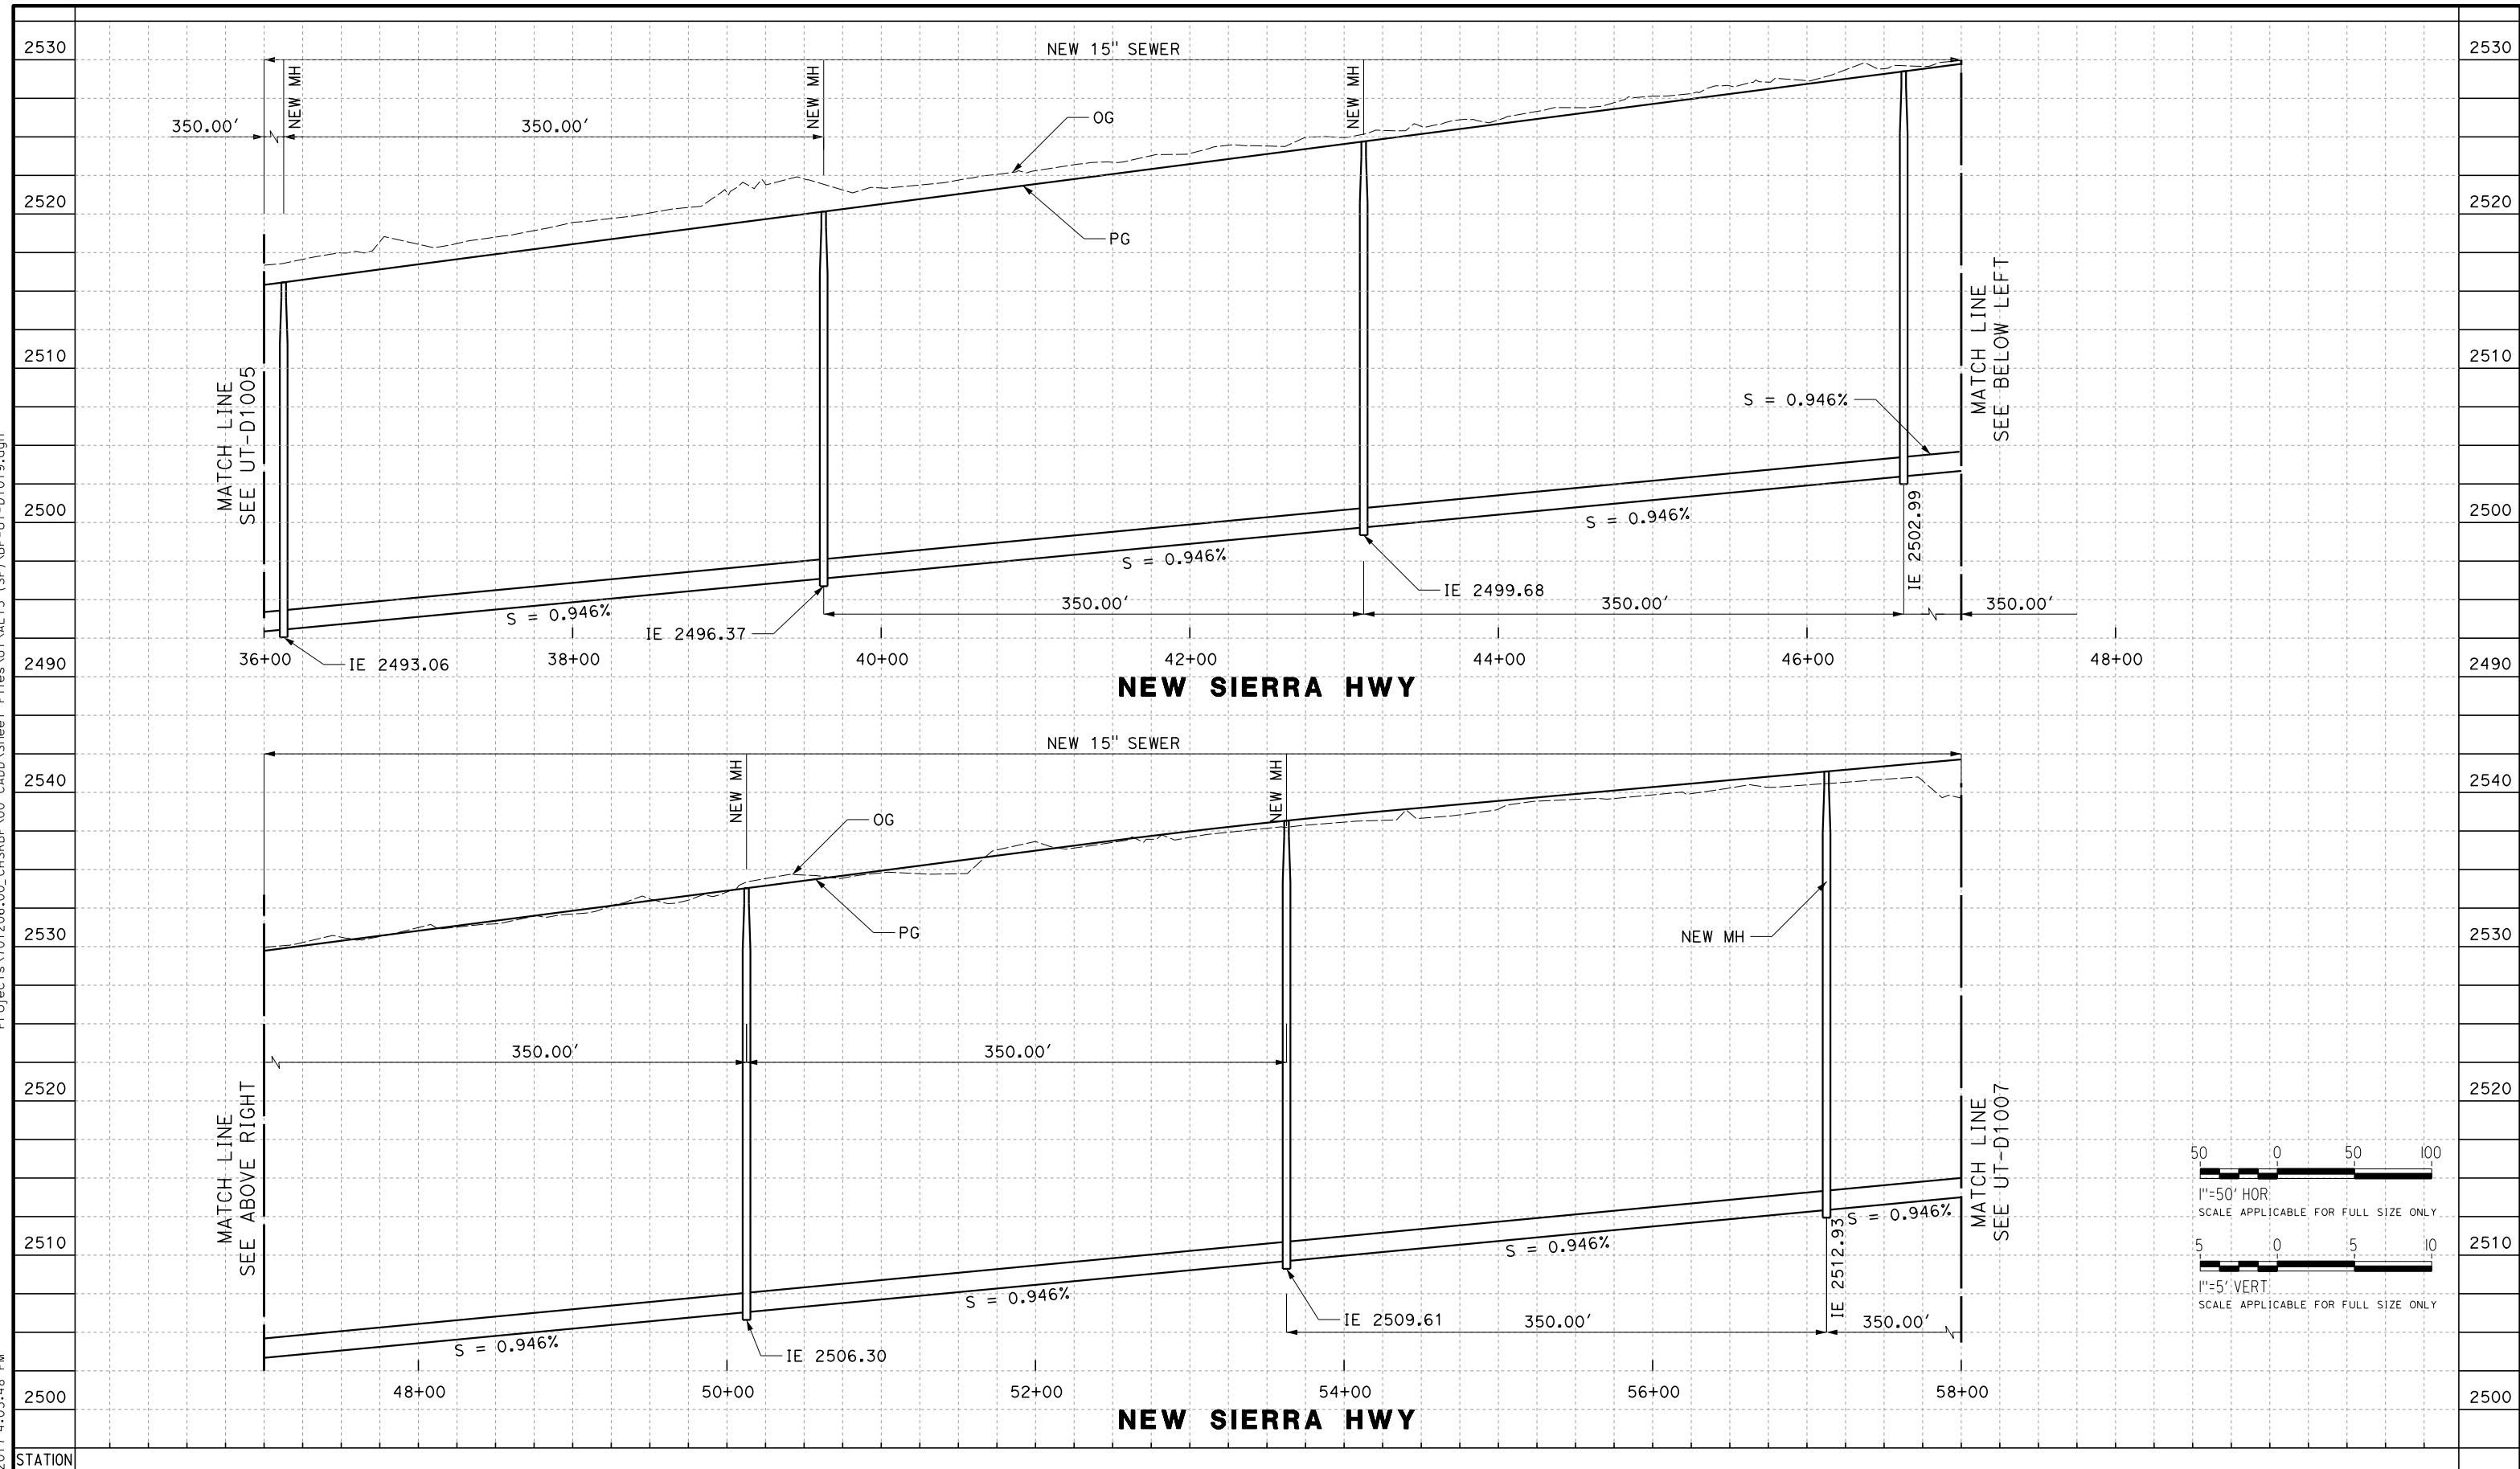 2530
NEW 15" SEWER
2530
NEW MH
NEW MH
NEW MH
350.00'
350.00'
OG
2520
PG
2520
2510
2510
MATCH LINE
SEE UT-D1005
MATCH LINE
SEE BELOW LEFT
S = 0.946%
2500
S = 0.946%
IE 2502.99
2500
S = 0.946%
S = 0.946%
IE 2499.68
350.00'
350.00'
350.00'
IE 2496.37
IE 2493.06
2490
36+00
38+00
40+00
42+00
44+00
46+00
48+00
2490
NEW SIERRA HWY
NEW 15" SEWER
2540
NEW MH
NEW MH
2540
OG
PG
NEW MH
2530
2530
350.00'
350.00'
2520
2520
MATCH LINE
SEE ABOVE RIGHT
MATCH LINE
SEE UT-D1007
50 0 50 100
1"=50' HOR
SCALE APPLICABLE FOR FULL SIZE ONLY
2510
2510
5 0 5 10
1"=5' VERT
SCALE APPLICABLE FOR FULL SIZE ONLY
S = 0.946%
S = 0.946%
IE 2512.93
S = 0.946%
IE 2509.61
350.00'
350.00'
S = 0.946%
IE 2506.30
2500
48+00
50+00
52+00
54+00
56+00
58+00
2500
NEW SIERRA HWY
STATION